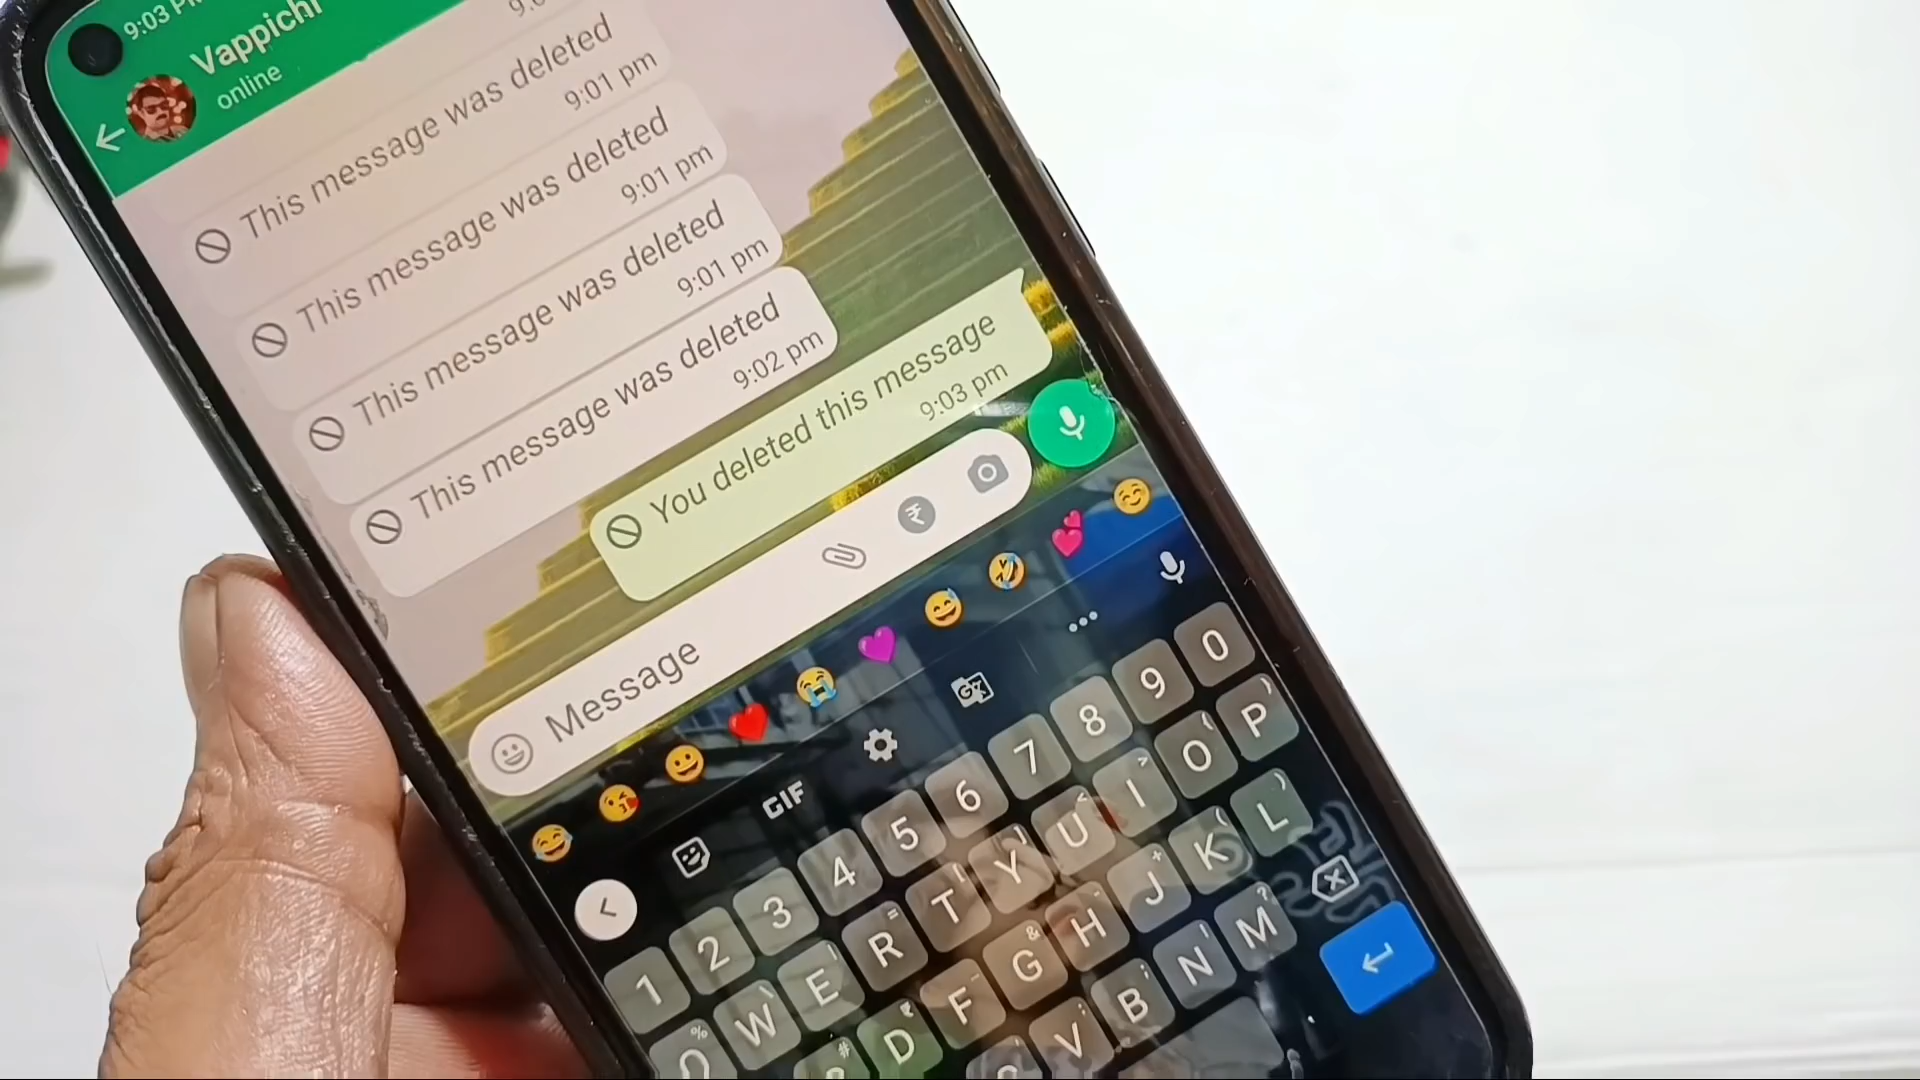 9:03 P
Vappichi
online
This message was deleted
9:01 pm
This message was deleted
9:01 pm
This message was deleted
9:01 pm
This message was deleted
9:02 pm
You deleted this message
9:03 pm
Message
GIF
1 2 3 4 5 6 7 8 9 0
W E R T Y U I O P
D F G H J K L
V B N M